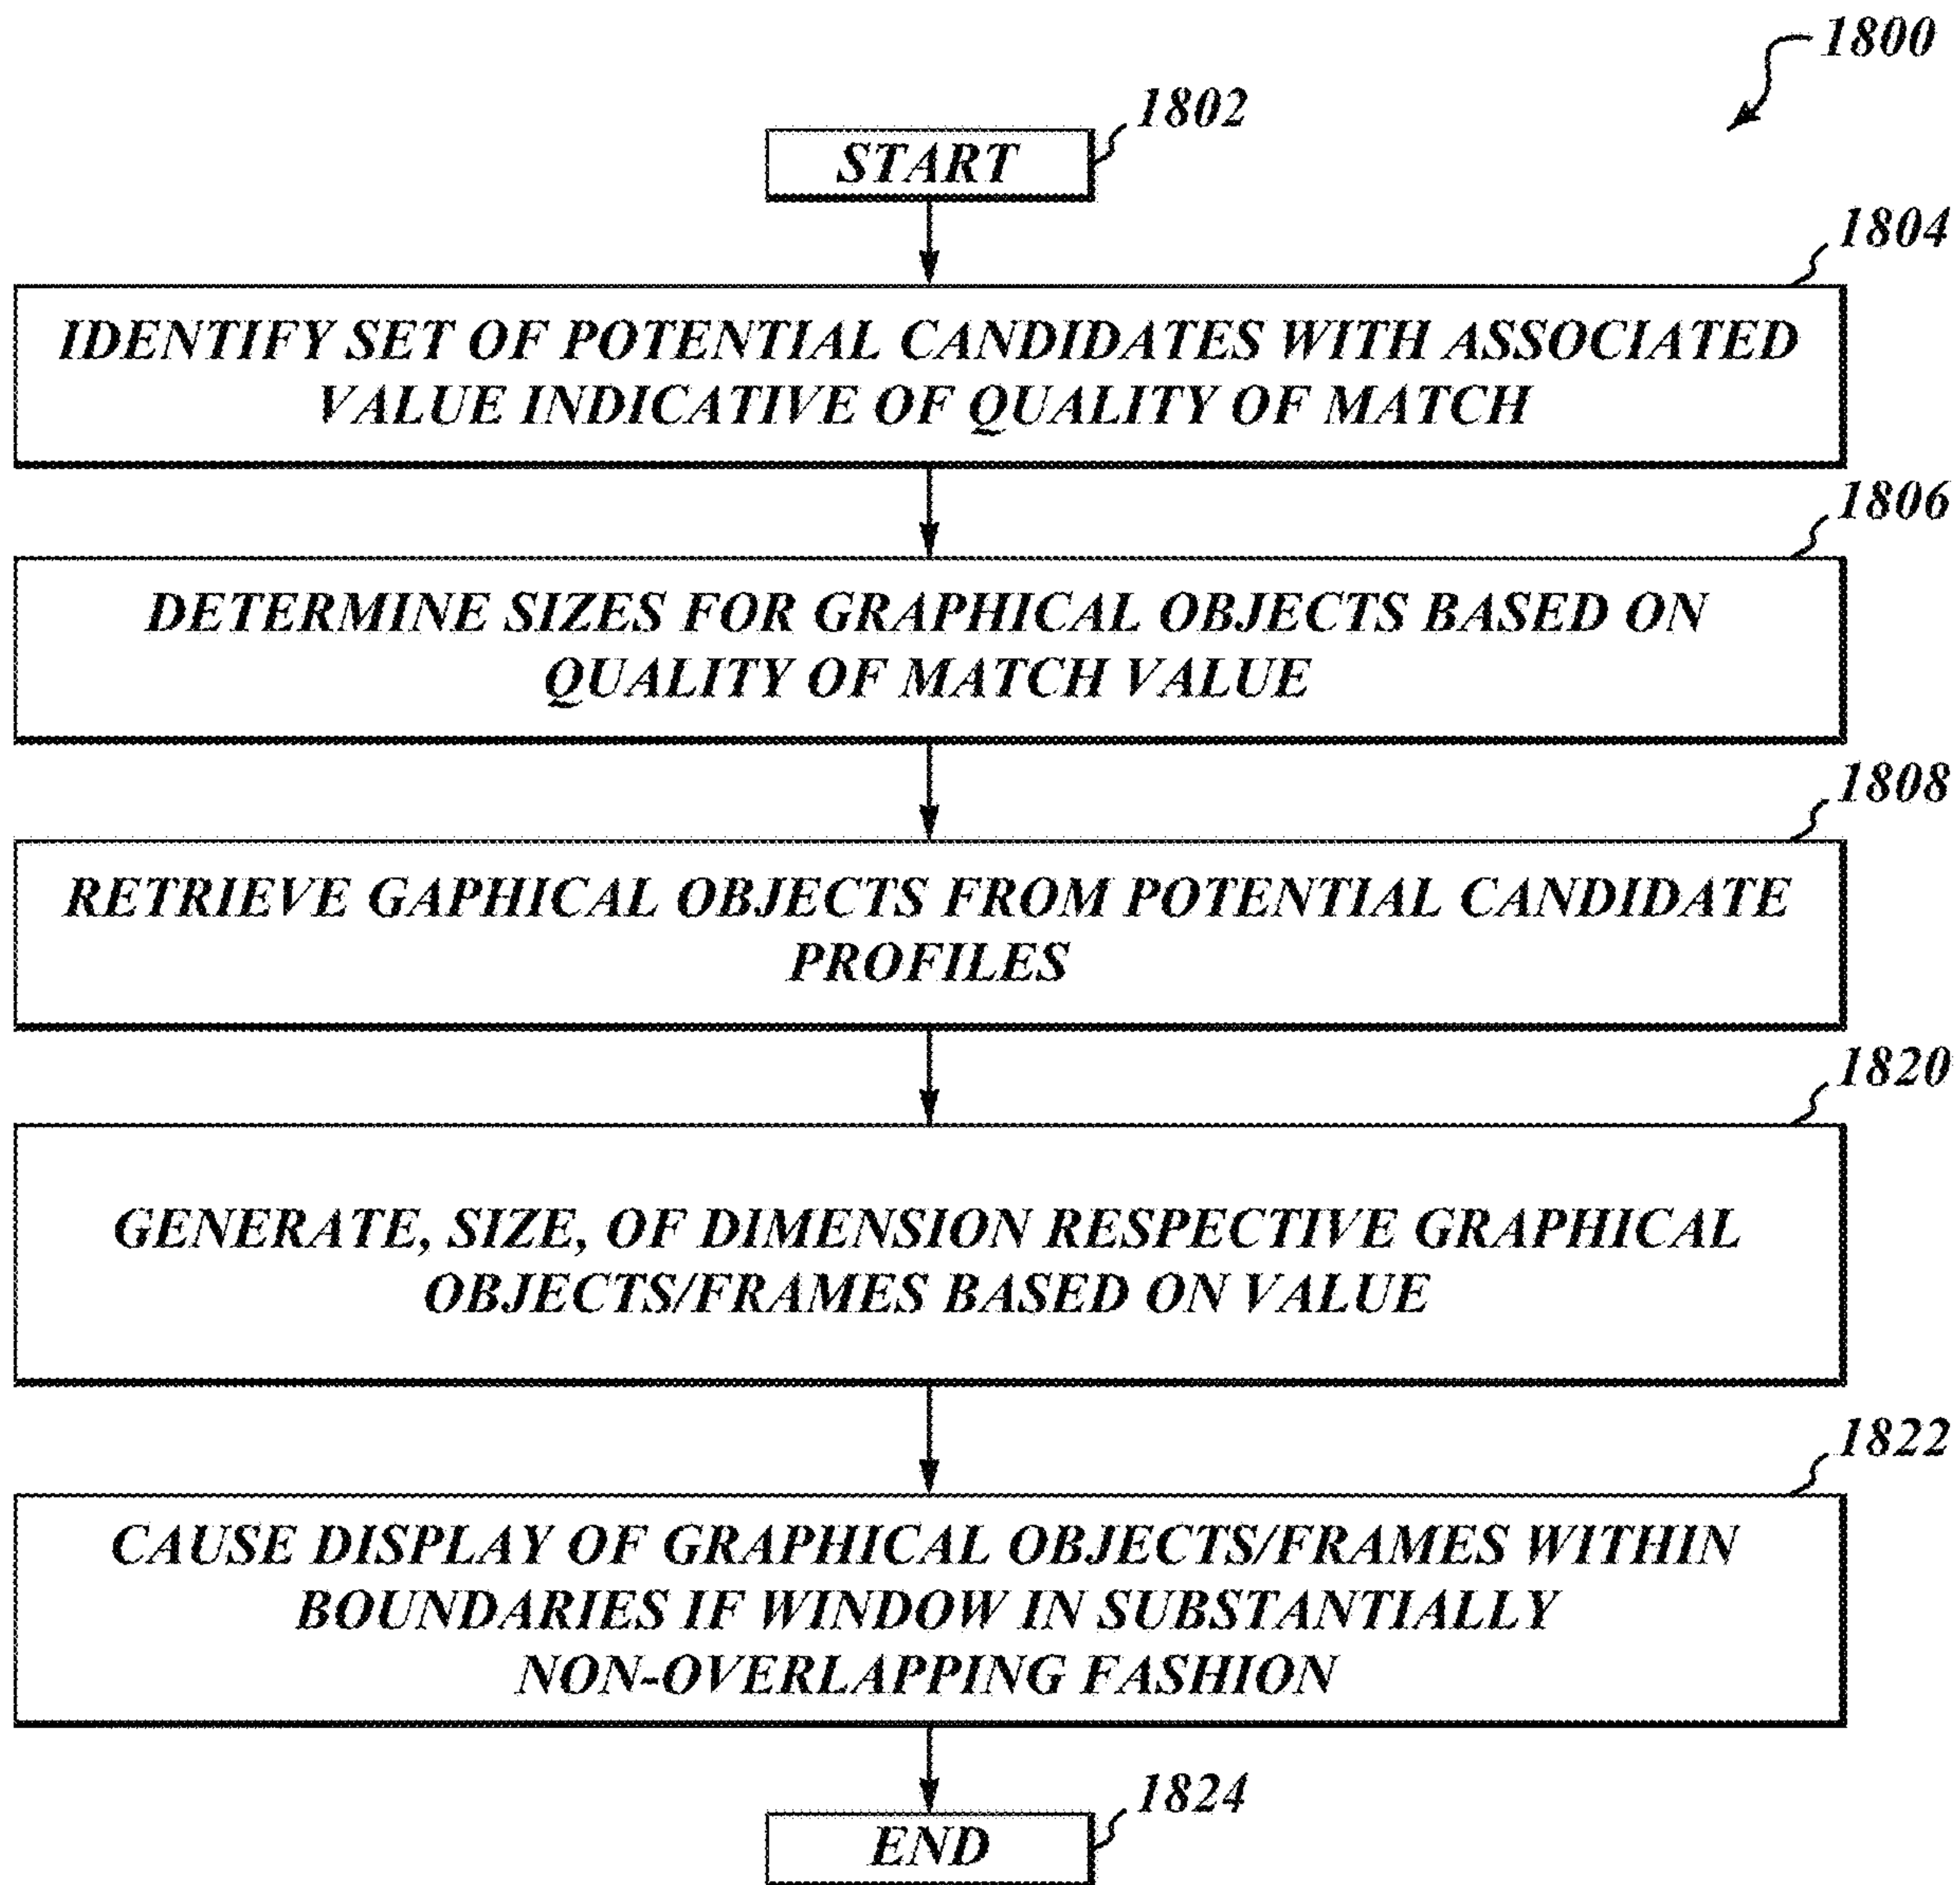 1800
1802
START
1804
IDENTIFY SET OF POTENTIAL CANDIDATES WITH ASSOCIATED
VALUE INDICATIVE OF QUALITY OF MATCH
1806
DETERMINE SIZES FOR GRAPHICAL OBJECTS BASED ON
QUALITY OF MATCH VALUE
1808
RETRIEVE GAPHICAL OBJECTS FROM POTENTIAL CANDIDATE
PROFILES
1820
GENERATE, SIZE, OF DIMENSION RESPECTIVE GRAPHICAL
OBJECTS/FRAMES BASED ON VALUE
1822
CAUSE DISPLAY OF GRAPHICAL OBJECTS/FRAMES WITHIN
BOUNDARIES IF WINDOW IN SUBSTANTIALLY
NON-OVERLAPPING FASHION
1824
END